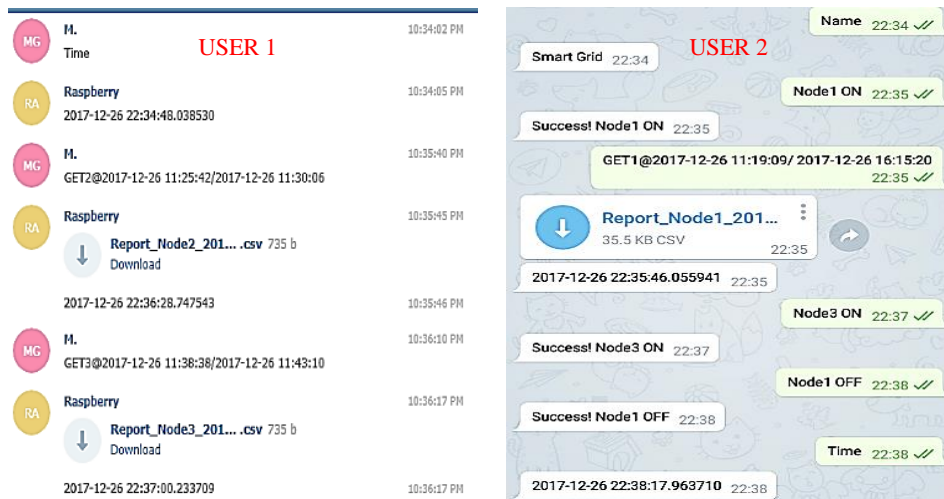 USER 1
MG
M.
10:34:02 PM
Time
RA
Raspberry
10:34:05 PM
2017-12-26 22:34:48.038530
MG
M.
10:35:40 PM
GET2@2017-12-26 11:25:42/2017-12-26 11:30:06
RA
Raspberry
10:35:45 PM
Report_Node2_201... .csv 735 b
Download
2017-12-26 22:36:28.747543
10:35:46 PM
MG
M.
10:36:10 PM
GET3@2017-12-26 11:38:38/2017-12-26 11:43:10
RA
Raspberry
10:36:17 PM
Report_Node3_201... .csv 735 b
Download
2017-12-26 22:37:00.233709
10:36:17 PM
USER 2
Name 22:34
Smart Grid 22:34
Node1 ON 22:35
Success! Node1 ON 22:35
GET1@2017-12-26 11:19:09/ 2017-12-26 16:15:20
22:35
Report_Node1_201...
35.5 KB CSV
22:35
2017-12-26 22:35:46.055941 22:35
Node3 ON 22:37
Success! Node3 ON 22:37
Node1 OFF 22:38
Success! Node1 OFF 22:38
Time 22:38
2017-12-26 22:38:17.963710 22:38